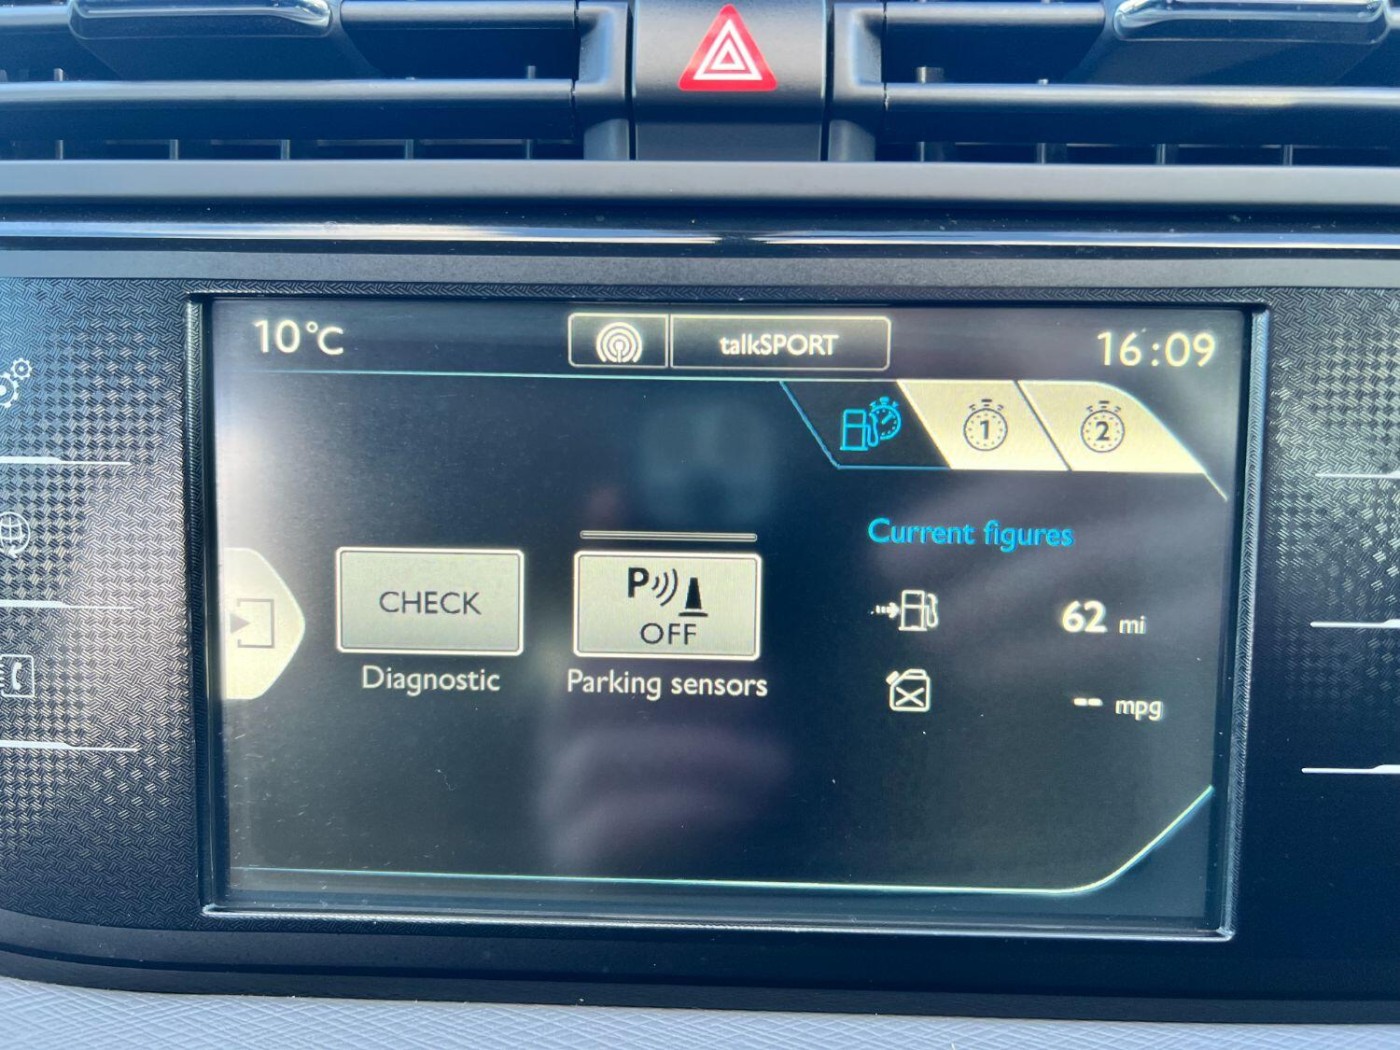 10°C
talkSPORT
16:09
1
2
Current figures
62 mi
-- mpg
CHECK
Diagnostic
P
OFF
Parking sensors